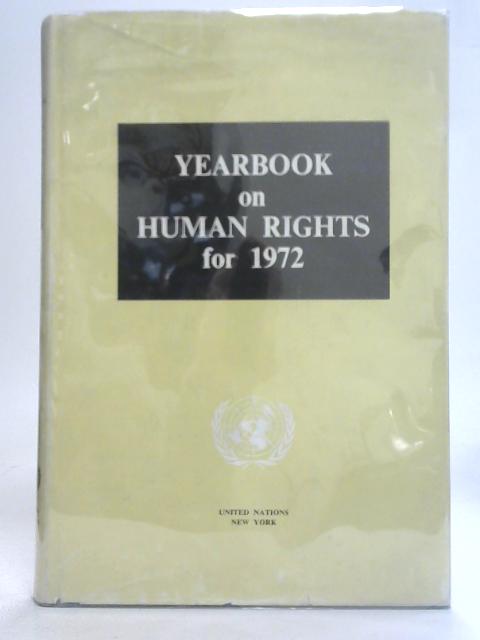 YEARBOOK
on
HUMAN RIGHTS
for 1972
UNITED NATIONS
NEW YORK